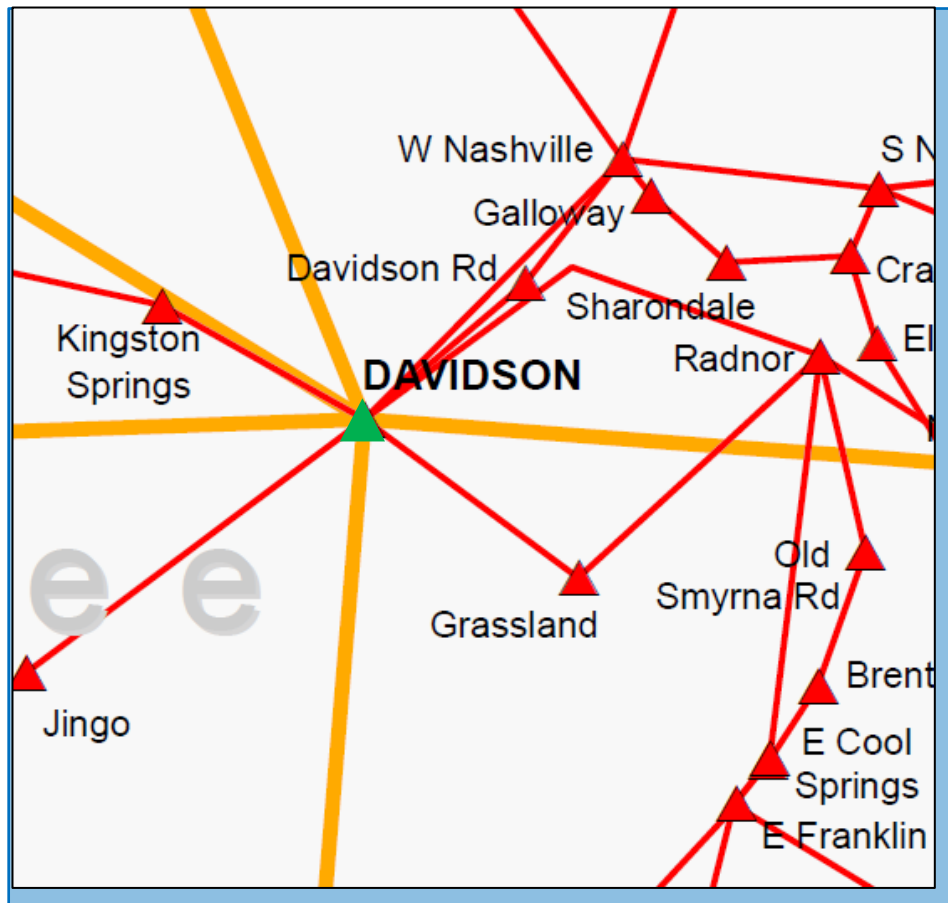 W Nashville
S N
Galloway
Davidson Rd
Cra
Sharondale
Kingston
Springs
El
Radnor
DAVIDSON
Old
Smyrna Rd
e e
Grassland
Brent
Jingo
E Cool
Springs
E Franklin